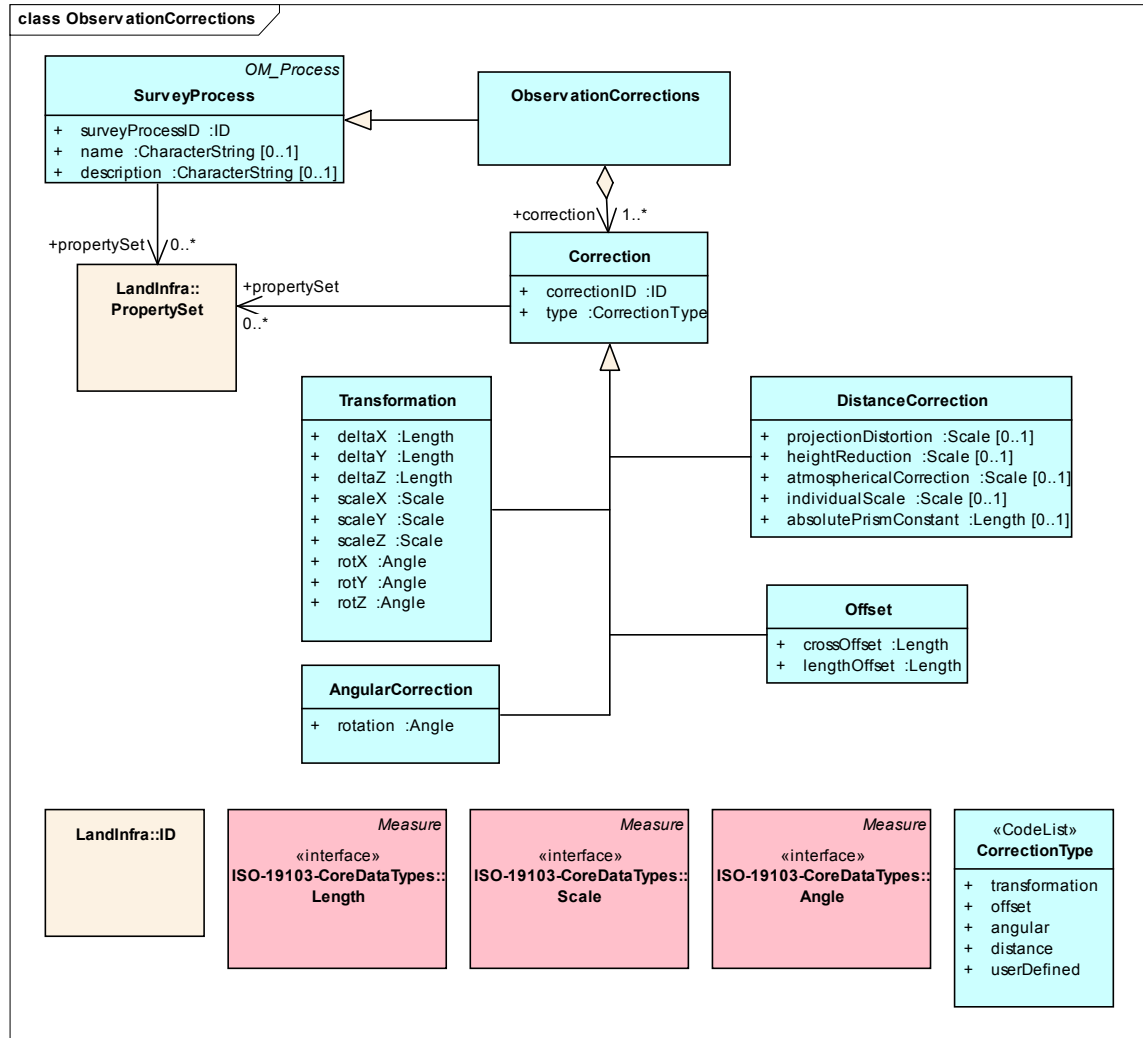 class ObservationCorrections
OM_Process
SurveyProcess
+ surveyProcessID :ID
+ name :CharacterString [0..1]
+ description :CharacterString [0..1]
ObservationCorrections
+correction
1..*
+propertySet
0..*
LandInfra::
PropertySet
+propertySet
0..*
Correction
+ correctionID :ID
+ type :CorrectionType
Transformation
+ deltaX :Length
+ deltaY :Length
+ deltaZ :Length
+ scaleX :Scale
+ scaleY :Scale
+ scaleZ :Scale
+ rotX :Angle
+ rotY :Angle
+ rotZ :Angle
DistanceCorrection
+ projectionDistortion :Scale [0..1]
+ heightReduction :Scale [0..1]
+ atmosphericalCorrection :Scale [0..1]
+ individualScale :Scale [0..1]
+ absolutePrismConstant :Length [0..1]
Offset
+ crossOffset :Length
+ lengthOffset :Length
AngularCorrection
+ rotation :Angle
LandInfra::ID
Measure
«interface»
ISO-19103-CoreDataTypes::
Length
Measure
«interface»
ISO-19103-CoreDataTypes::
Scale
Measure
«interface»
ISO-19103-CoreDataTypes::
Angle
«CodeList»
CorrectionType
+ transformation
+ offset
+ angular
+ distance
+ userDefined